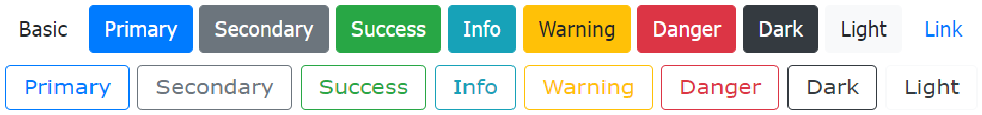 Basic Primary Secondary Success Info Warning Danger Dark Light Link
Primary Secondary Success Info Warning Danger Dark Light